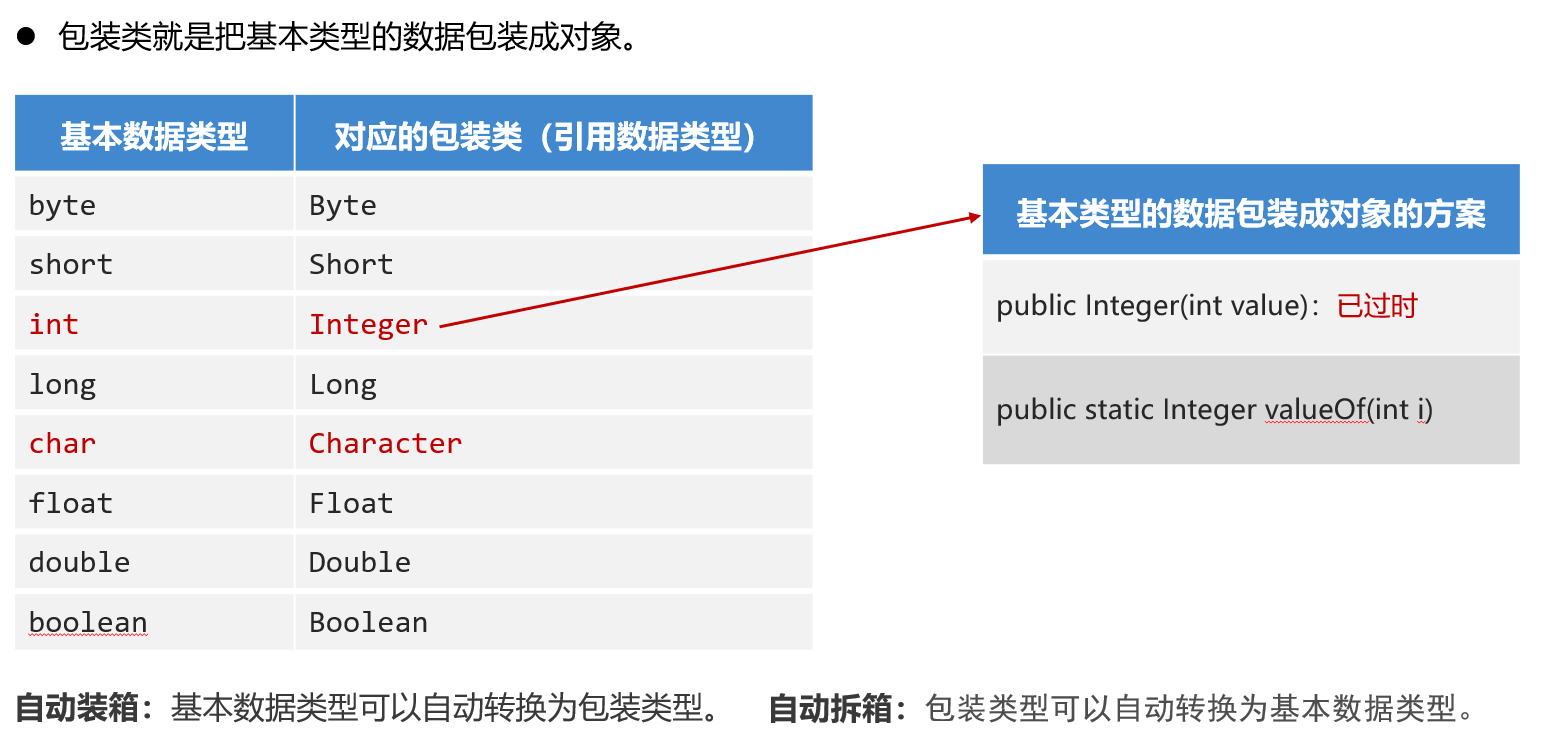 ● 包装类就是把基本类型的数据包装成对象。
基本数据类型 对应的包装类（引用数据类型）
byte Byte
short Short
int Integer
long Long
char Character
float Float
double Double
boolean Boolean
基本类型的数据包装成对象的方案
public Integer(int value)：已过时
public static Integer valueOf(int i)
自动装箱：基本数据类型可以自动转换为包装类型。 自动拆箱：包装类型可以自动转换为基本数据类型。